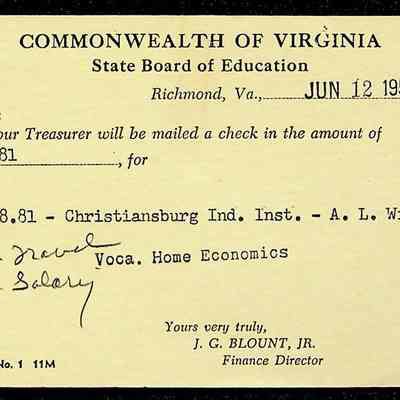 COMMONWEALTH OF VIRGINIA
State Board of Education
Richmond, Va., JUN 12 195
:
our Treasurer will be mailed a check in the amount of
81, for
8.81 - Christiansburg Ind. Inst. - A. L. Wi
Travel
Voca. Home Economics
Salary
Yours very truly,
J. G. BLOUNT, JR.
Finance Director
No. 1 11M